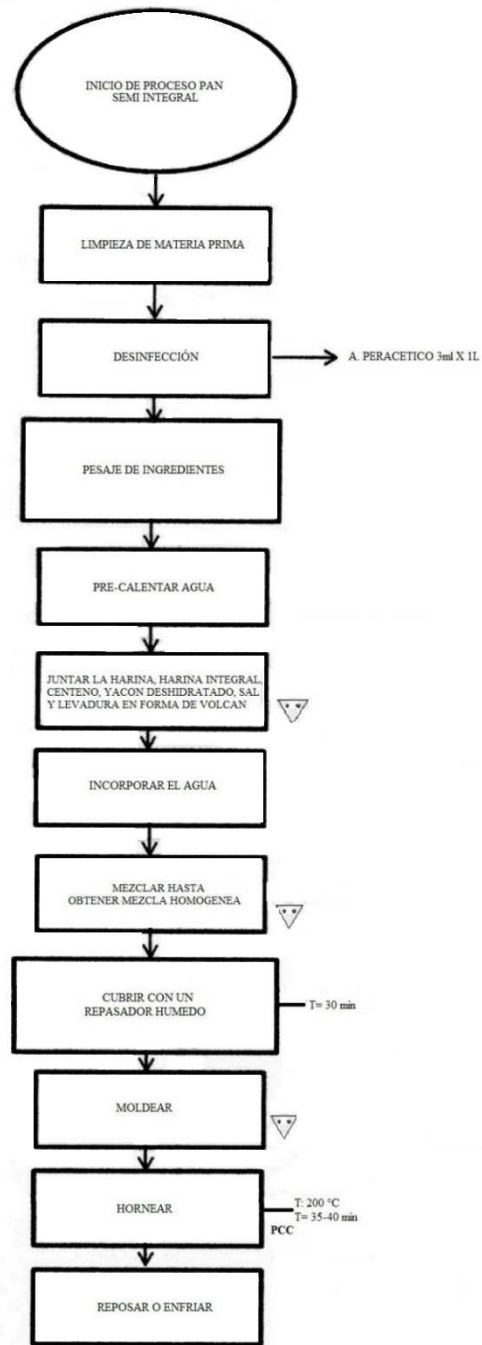 INICIO DE PROCESO PAN
SEMI INTEGRAL
LIMPIEZA DE MATERIA PRIMA
DESINFECCIÓN
A. PERACETICO 3ml X 1L
PESAJE DE INGREDIENTES
PRE-CALENTAR AGUA
JUNTAR LA HARINA, HARINA INTEGRAL,
CENTENO, YACON DESHIDRATADO, SAL
Y LEVADURA EN FORMA DE VOLCAN
INCORPORAR EL AGUA
MEZCLAR HASTA
OBTENER MEZCLA HOMOGENEA
CUBRIR CON UN
REPASADOR HUMEDO
T= 30 min
MOLDEAR
HORNEAR
T: 200 °C
T= 35-40 min
PCC
REPOSAR O ENFRIAR